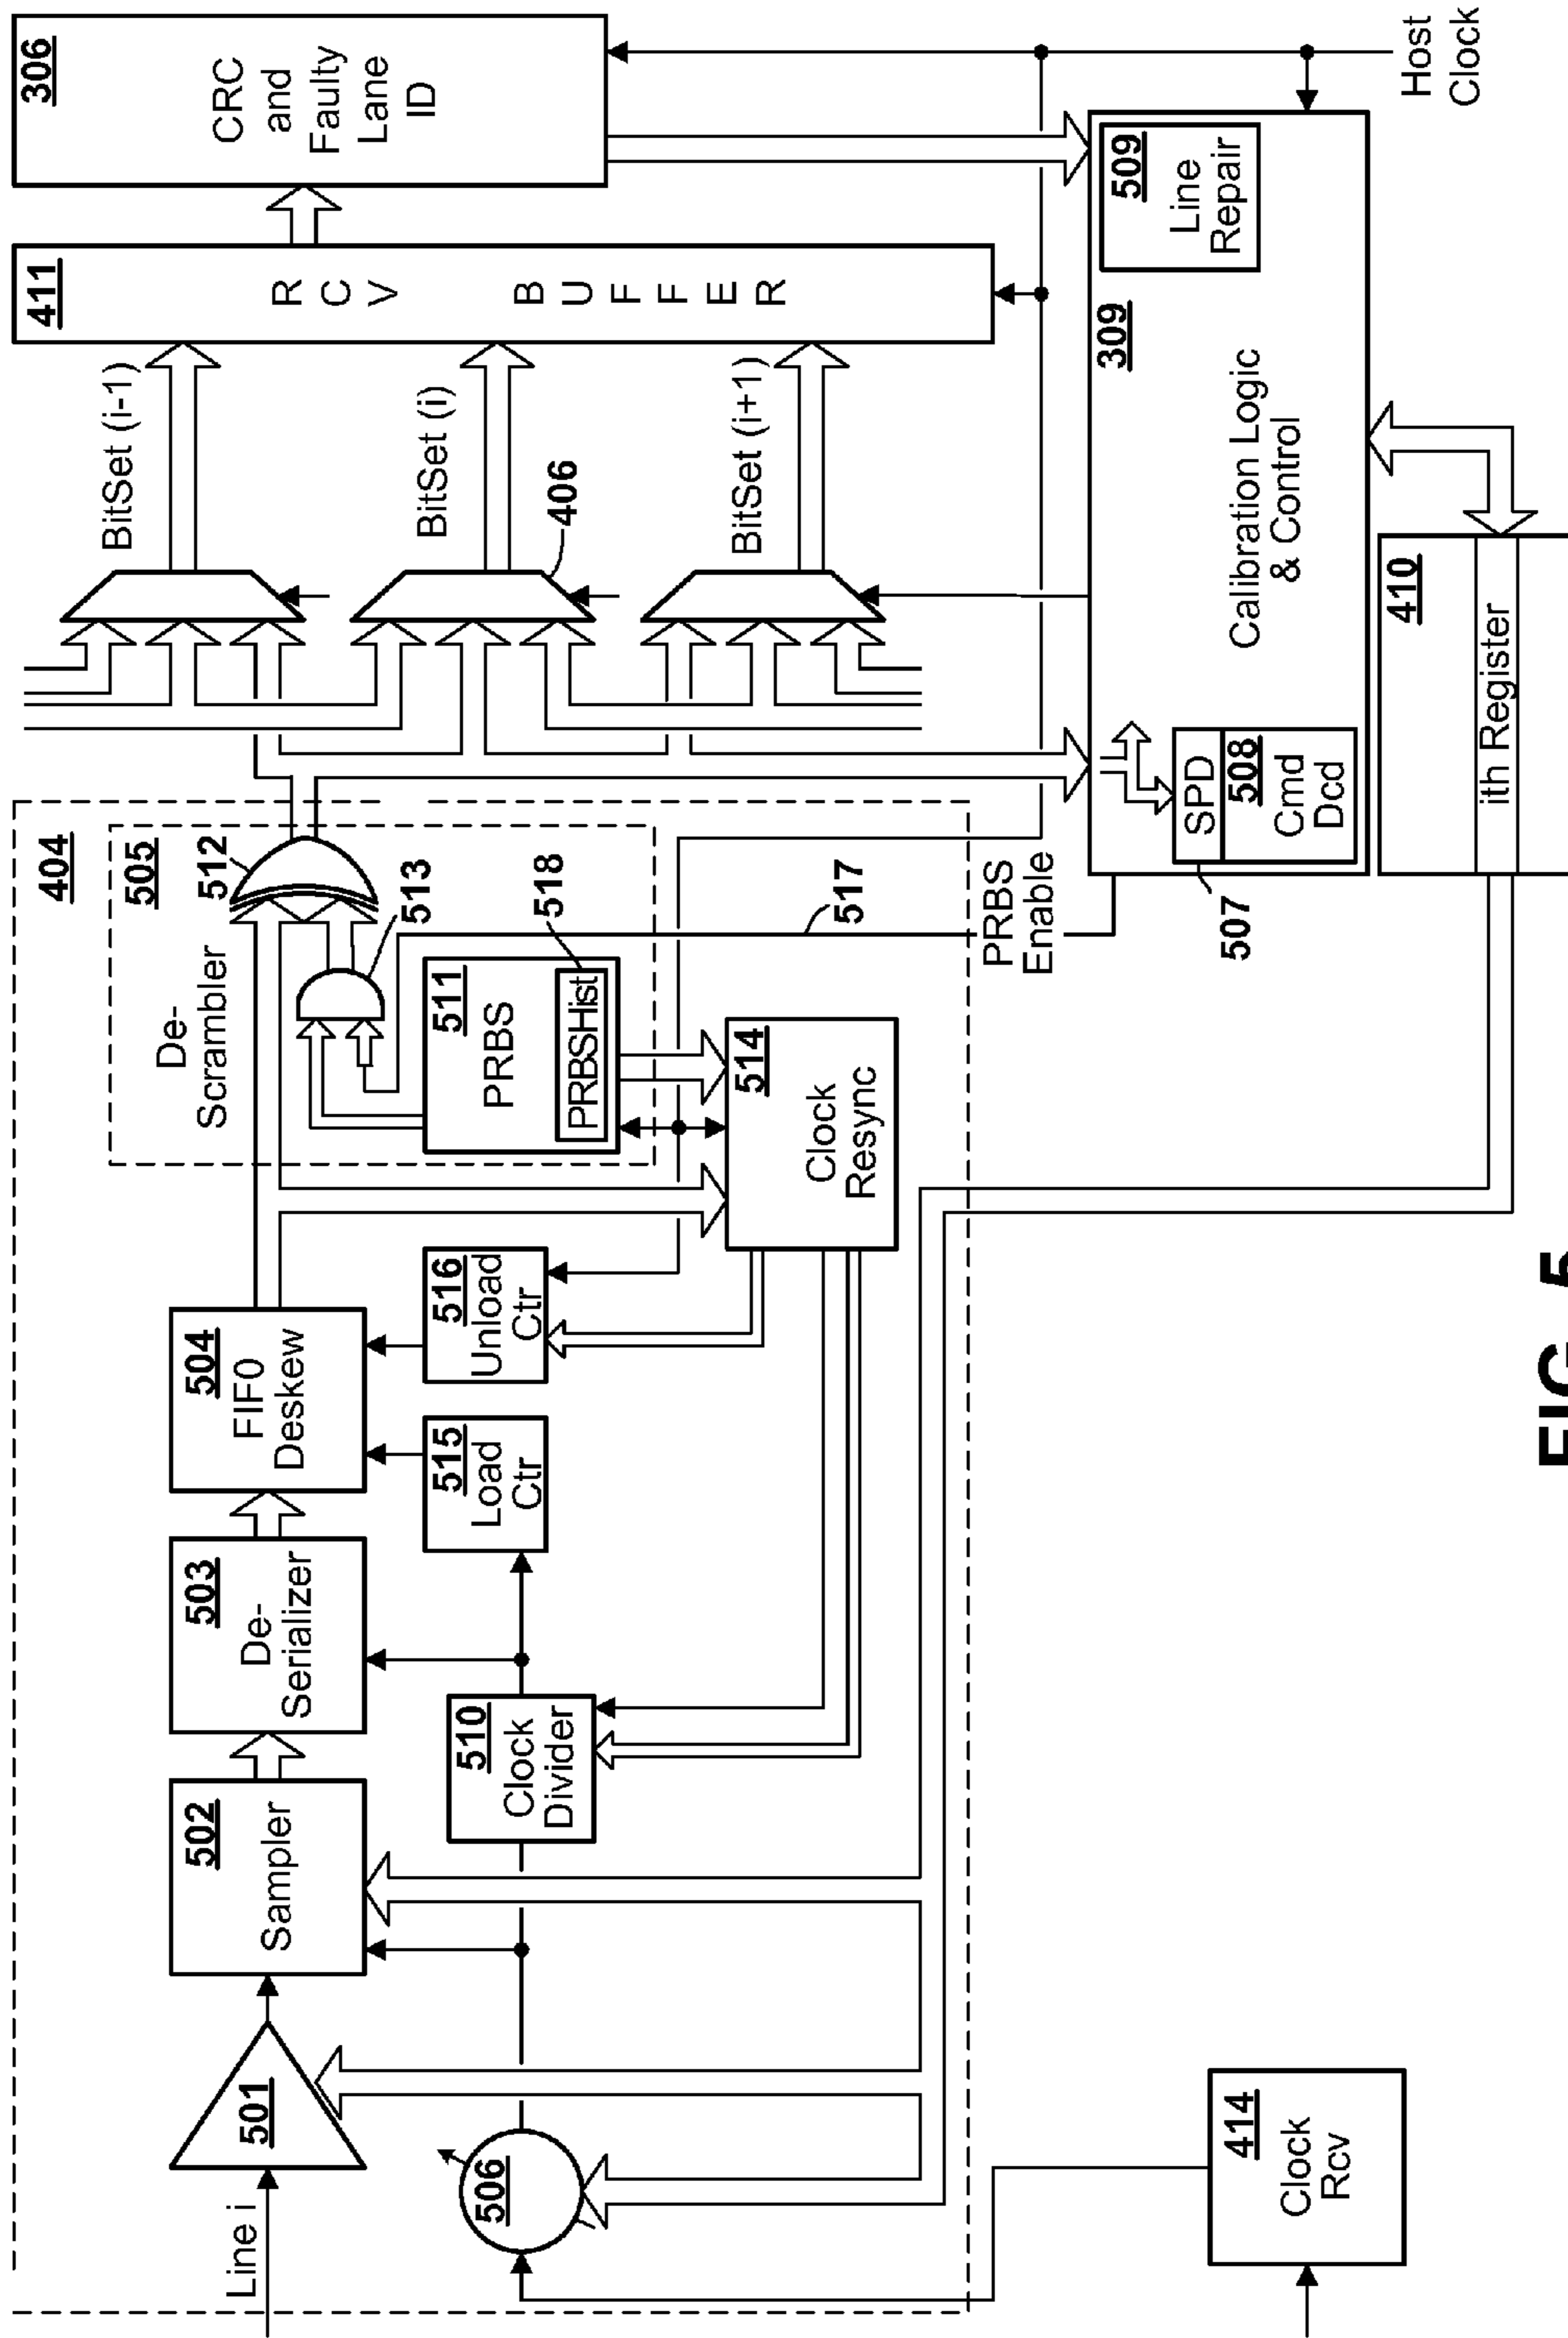 404
505
De-
Scrambler
Line i
501
502
Sampler
503
De-
Serializer
504
FIFO
Deskew
506
510
Clock
Divider
515
Load
Ctr
516
Unload
Ctr
511
PRBS
518
PRBSHist
513
512
514
Clock
Resync
517
PRBS
Enable
BitSet (i-1)
BitSet (i)
406
BitSet (i+1)
411
RCV BUFFER
306
CRC
and
Faulty
Lane
ID
309
Calibration Logic
& Control
509
Line
Repair
SPD
508
Cmd
Dcd
507
410
ith Register
414
Clock
Rcv
Host
Clock
FIG. 5